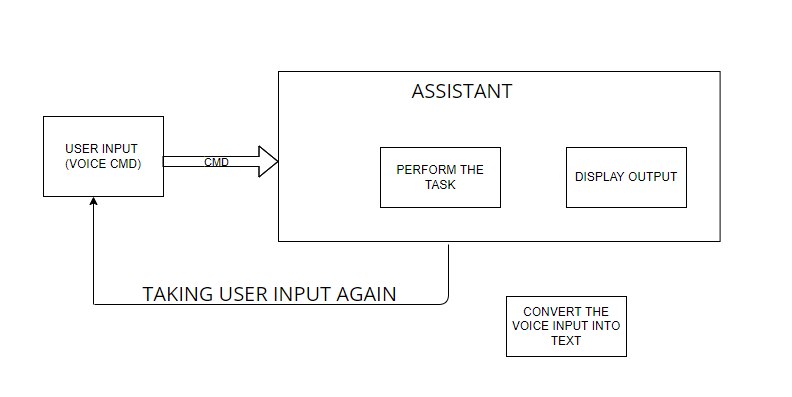 ASSISTANT
USER INPUT
(VOICE CMD)
CMD
PERFORM THE
TASK
DISPLAY OUTPUT
TAKING USER INPUT AGAIN
CONVERT THE
VOICE INPUT INTO
TEXT